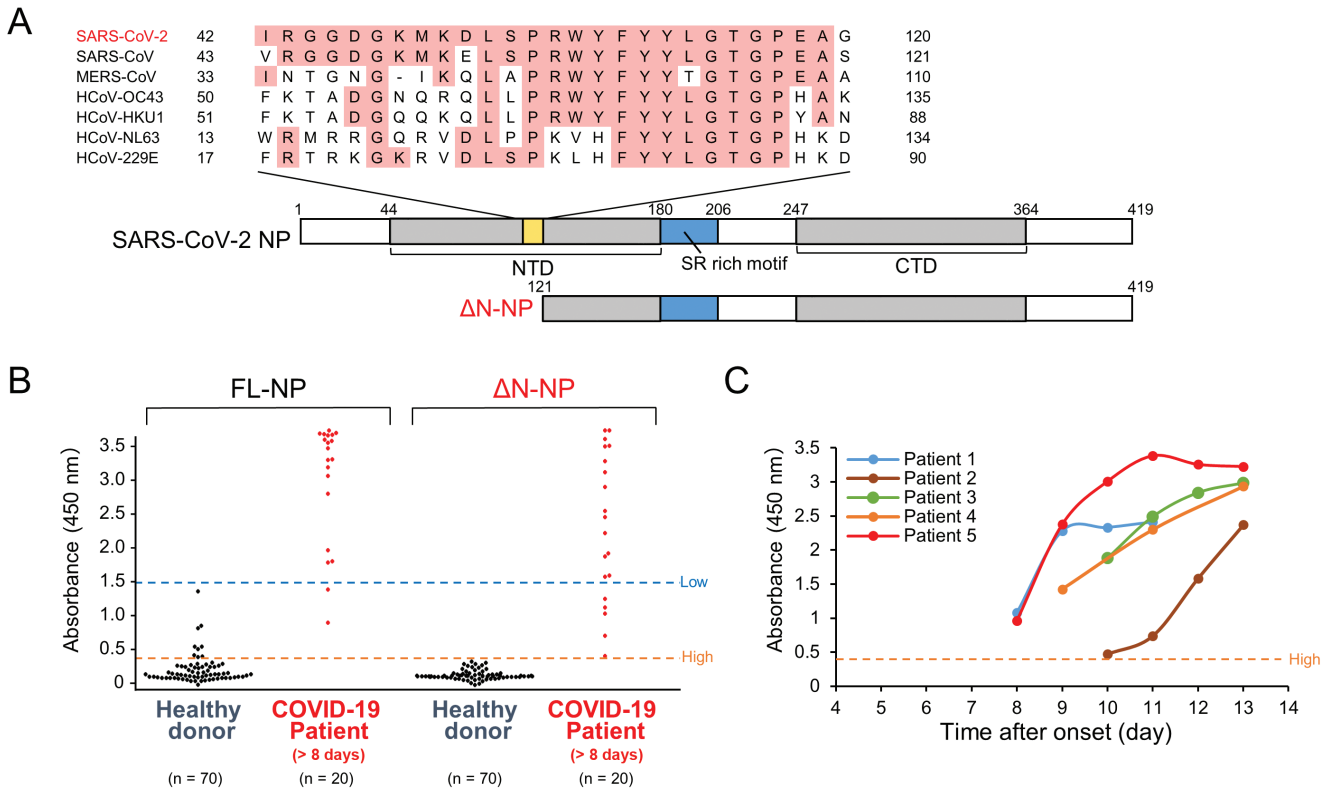 A
SARS-CoV-2 42 I R G G D G K M K D L S P R W Y F Y Y L G T G P E A G 120
SARS-CoV 43 V R G G D G K M K E L S P R W Y F Y Y L G T G P E A S 121
MERS-CoV 33 I N T G N G - I K Q L A P R W Y F Y Y T G T G P E A A 110
HCoV-OC43 50 F K T A D G N Q R Q L L P R W Y F Y Y L G T G P H A K 135
HCoV-HKU1 51 F K T A D G Q Q K Q L L P R W Y F Y Y L G T G P Y A N 88
HCoV-NL63 13 W R M R R G Q R V D L P P K V H F Y Y L G T G P H K D 134
HCoV-229E 17 F R T R K G K R V D L S P K L H F Y Y L G T G P H K D 90
1 44 180 206 247 364 419
SARS-CoV-2 NP
NTD SR rich motif CTD
121 419
ΔN-NP
B
FL-NP ΔN-NP
Absorbance (450 nm)
3.5
3.0
2.5
2.0
1.5
1.0
0.5
0
Low
High
Healthy donor
COVID-19 Patient
(> 8 days)
Healthy donor
COVID-19 Patient
(> 8 days)
(n = 70) (n = 20) (n = 70) (n = 20)
C
Absorbance (450 nm)
3.5
3
2.5
2
1.5
1
0.5
0
Patient 1
Patient 2
Patient 3
Patient 4
Patient 5
High
4 5 6 7 8 9 10 11 12 13 14
Time after onset (day)